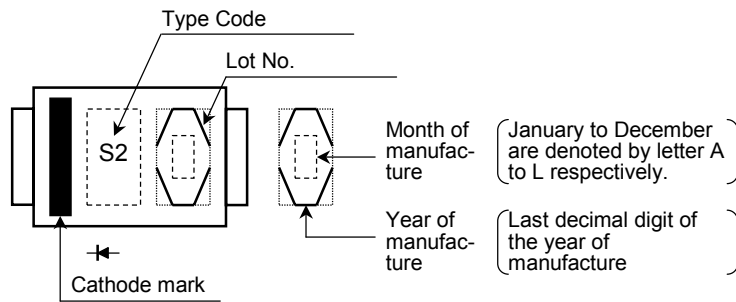 Type Code
Lot No.
S2
Month of
manufac-
ture
January to December
are denoted by letter A
to L respectively.
Year of
manufac-
ture
Last decimal digit of
the year of
manufacture
Cathode mark